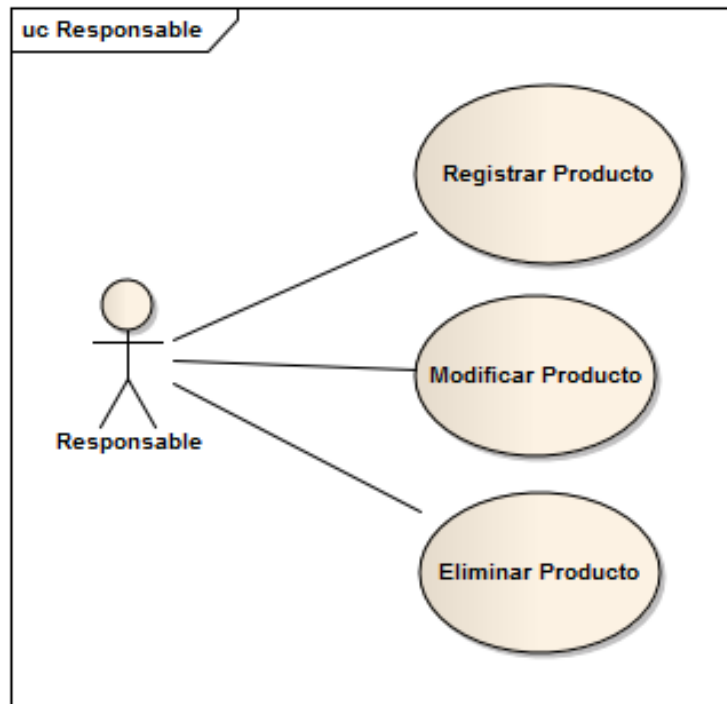 uc Responsable
Registrar Producto
Modificar Producto
Responsable
Eliminar Producto